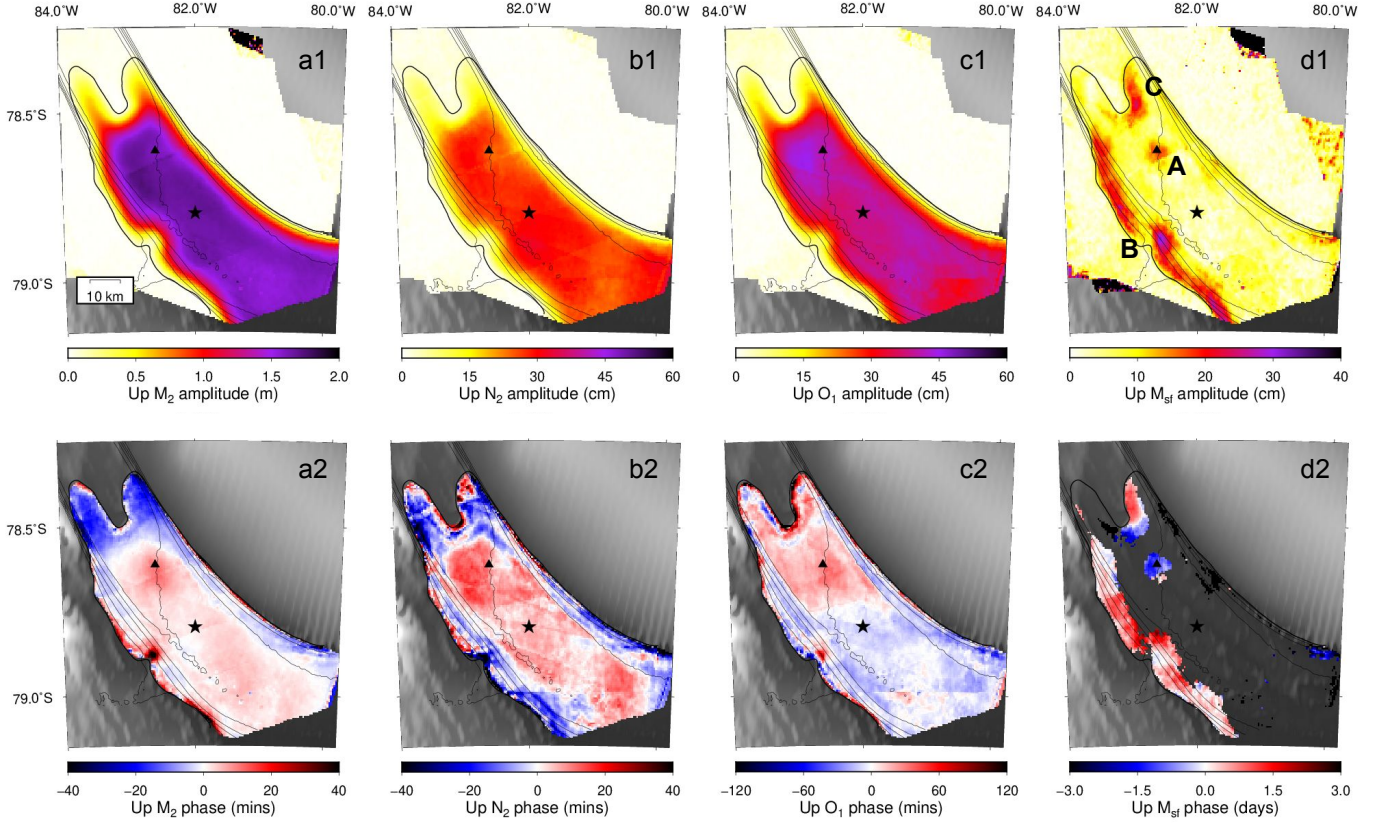 84.0°W 82.0°W 80.0°W 82.0°W 80.0°W 82.0°W 84.0°W 82.0°W 80.0°W
a1 b1 c1 d1
C
78.5°S
A
B
79.0°S
10 km
0.0 0.5 1.0 1.5 2.0 0 15 30 45 60 0 15 30 45 60 0 10 20 30 40
Up M₂ amplitude (m) Up N₂ amplitude (cm) Up O₁ amplitude (cm) Up Mₛf amplitude (cm)
a2 b2 c2 d2
78.5°S
79.0°S
−40 −20 0 20 40 −40 −20 0 20 40 −120 −60 0 60 120 −3.0 −1.5 0.0 1.5 3.0
Up M₂ phase (mins) Up N₂ phase (mins) Up O₁ phase (mins) Up Mₛf phase (days)